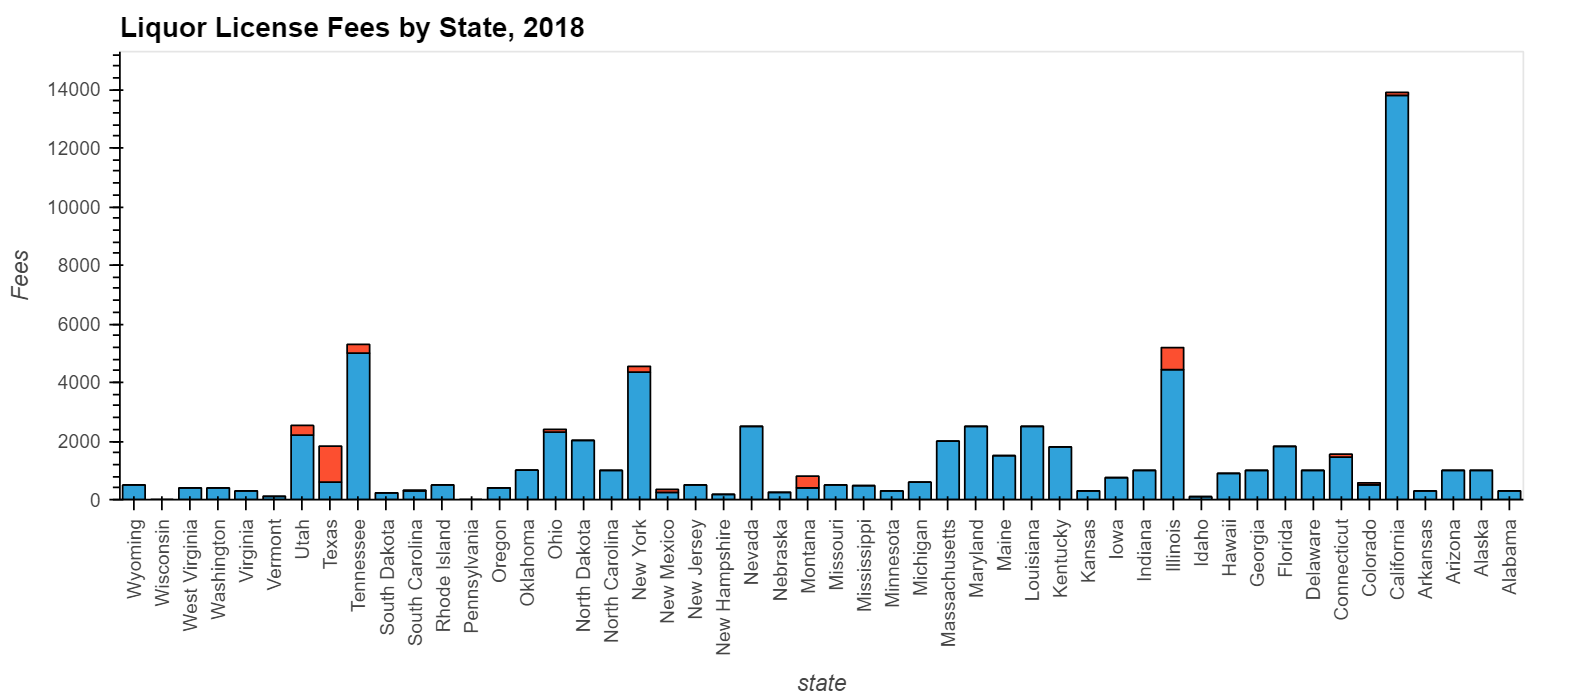 Liquor License Fees by State, 2018
Fees
14000
12000
10000
8000
6000
4000
2000
0
Wyoming
Wisconsin
West Virginia
Washington
Virginia
Vermont
Utah
Texas
Tennessee
South Dakota
South Carolina
Rhode Island
Pennsylvania
Oregon
Oklahoma
Ohio
North Dakota
North Carolina
New York
New Mexico
New Jersey
New Hampshire
Nevada
Nebraska
Montana
Missouri
Mississippi
Minnesota
Michigan
Massachusetts
Maryland
Maine
Louisiana
Kentucky
Kansas
Iowa
Indiana
Illinois
Idaho
Hawaii
Georgia
Florida
Delaware
Connecticut
Colorado
California
Arkansas
Arizona
Alaska
Alabama
state